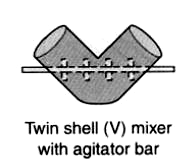 Twin shell (V) mixer
with agitator bar